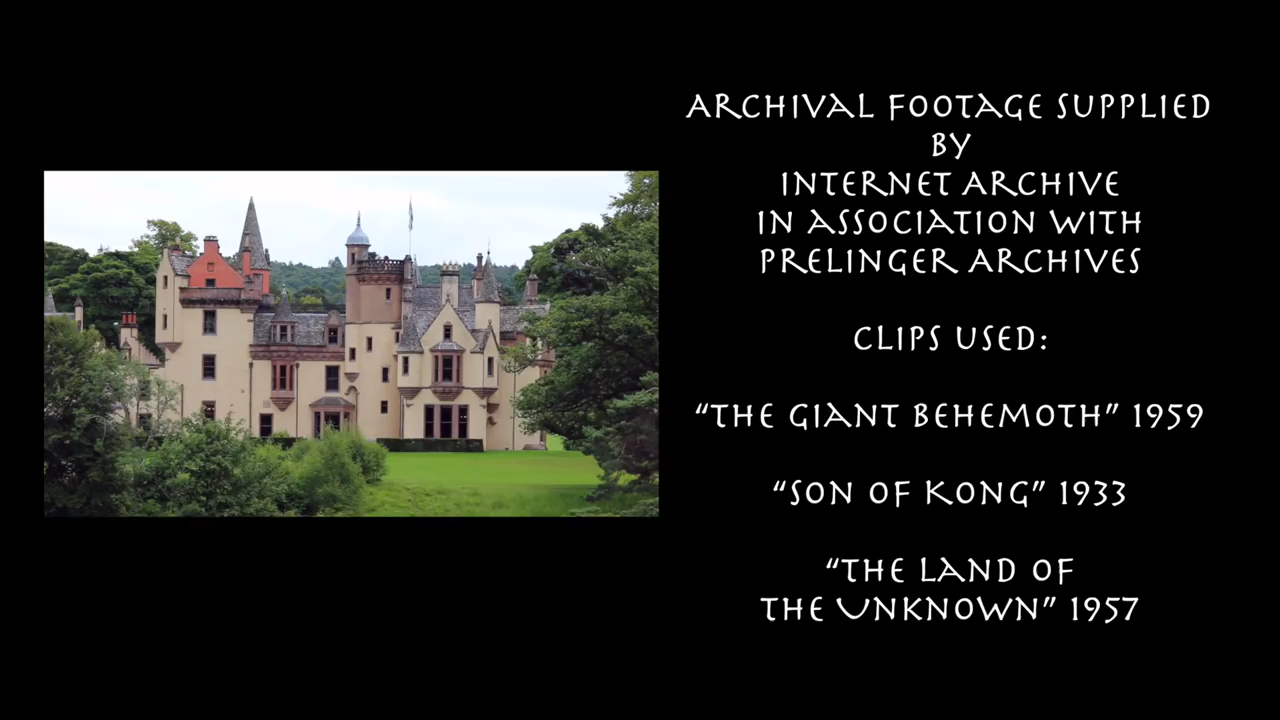 ARCHIVAL FOOTAGE SUPPLIED
BY
INTERNET ARCHIVE
IN ASSOCIATION WITH
PRELINGER ARCHIVES
CLIPS USED:
“THE GIANT BEHEMOTH” 1959
“SON OF KONG” 1933
“THE LAND OF
THE UNKNOWN” 1957